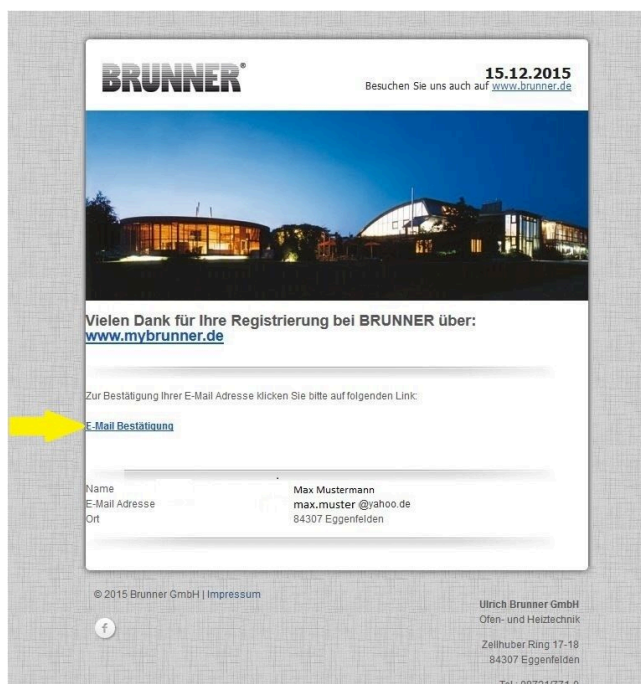 BRUNNER®
15.12.2015
Besuchen Sie uns auch auf www.brunner.de
Vielen Dank für Ihre Registrierung bei BRUNNER über:
www.mybrunner.de
Zur Bestätigung Ihrer E-Mail Adresse klicken Sie bitte auf folgenden Link:
E-Mail Bestätigung
Name Max Mustermann
E-Mail Adresse max.muster @yahoo.de
Ort 84307 Eggenfelden
© 2015 Brunner GmbH | Impressum
f
Ulrich Brunner GmbH
Ofen- und Heiztechnik
Zellhuber Ring 17-18
84307 Eggenfelden